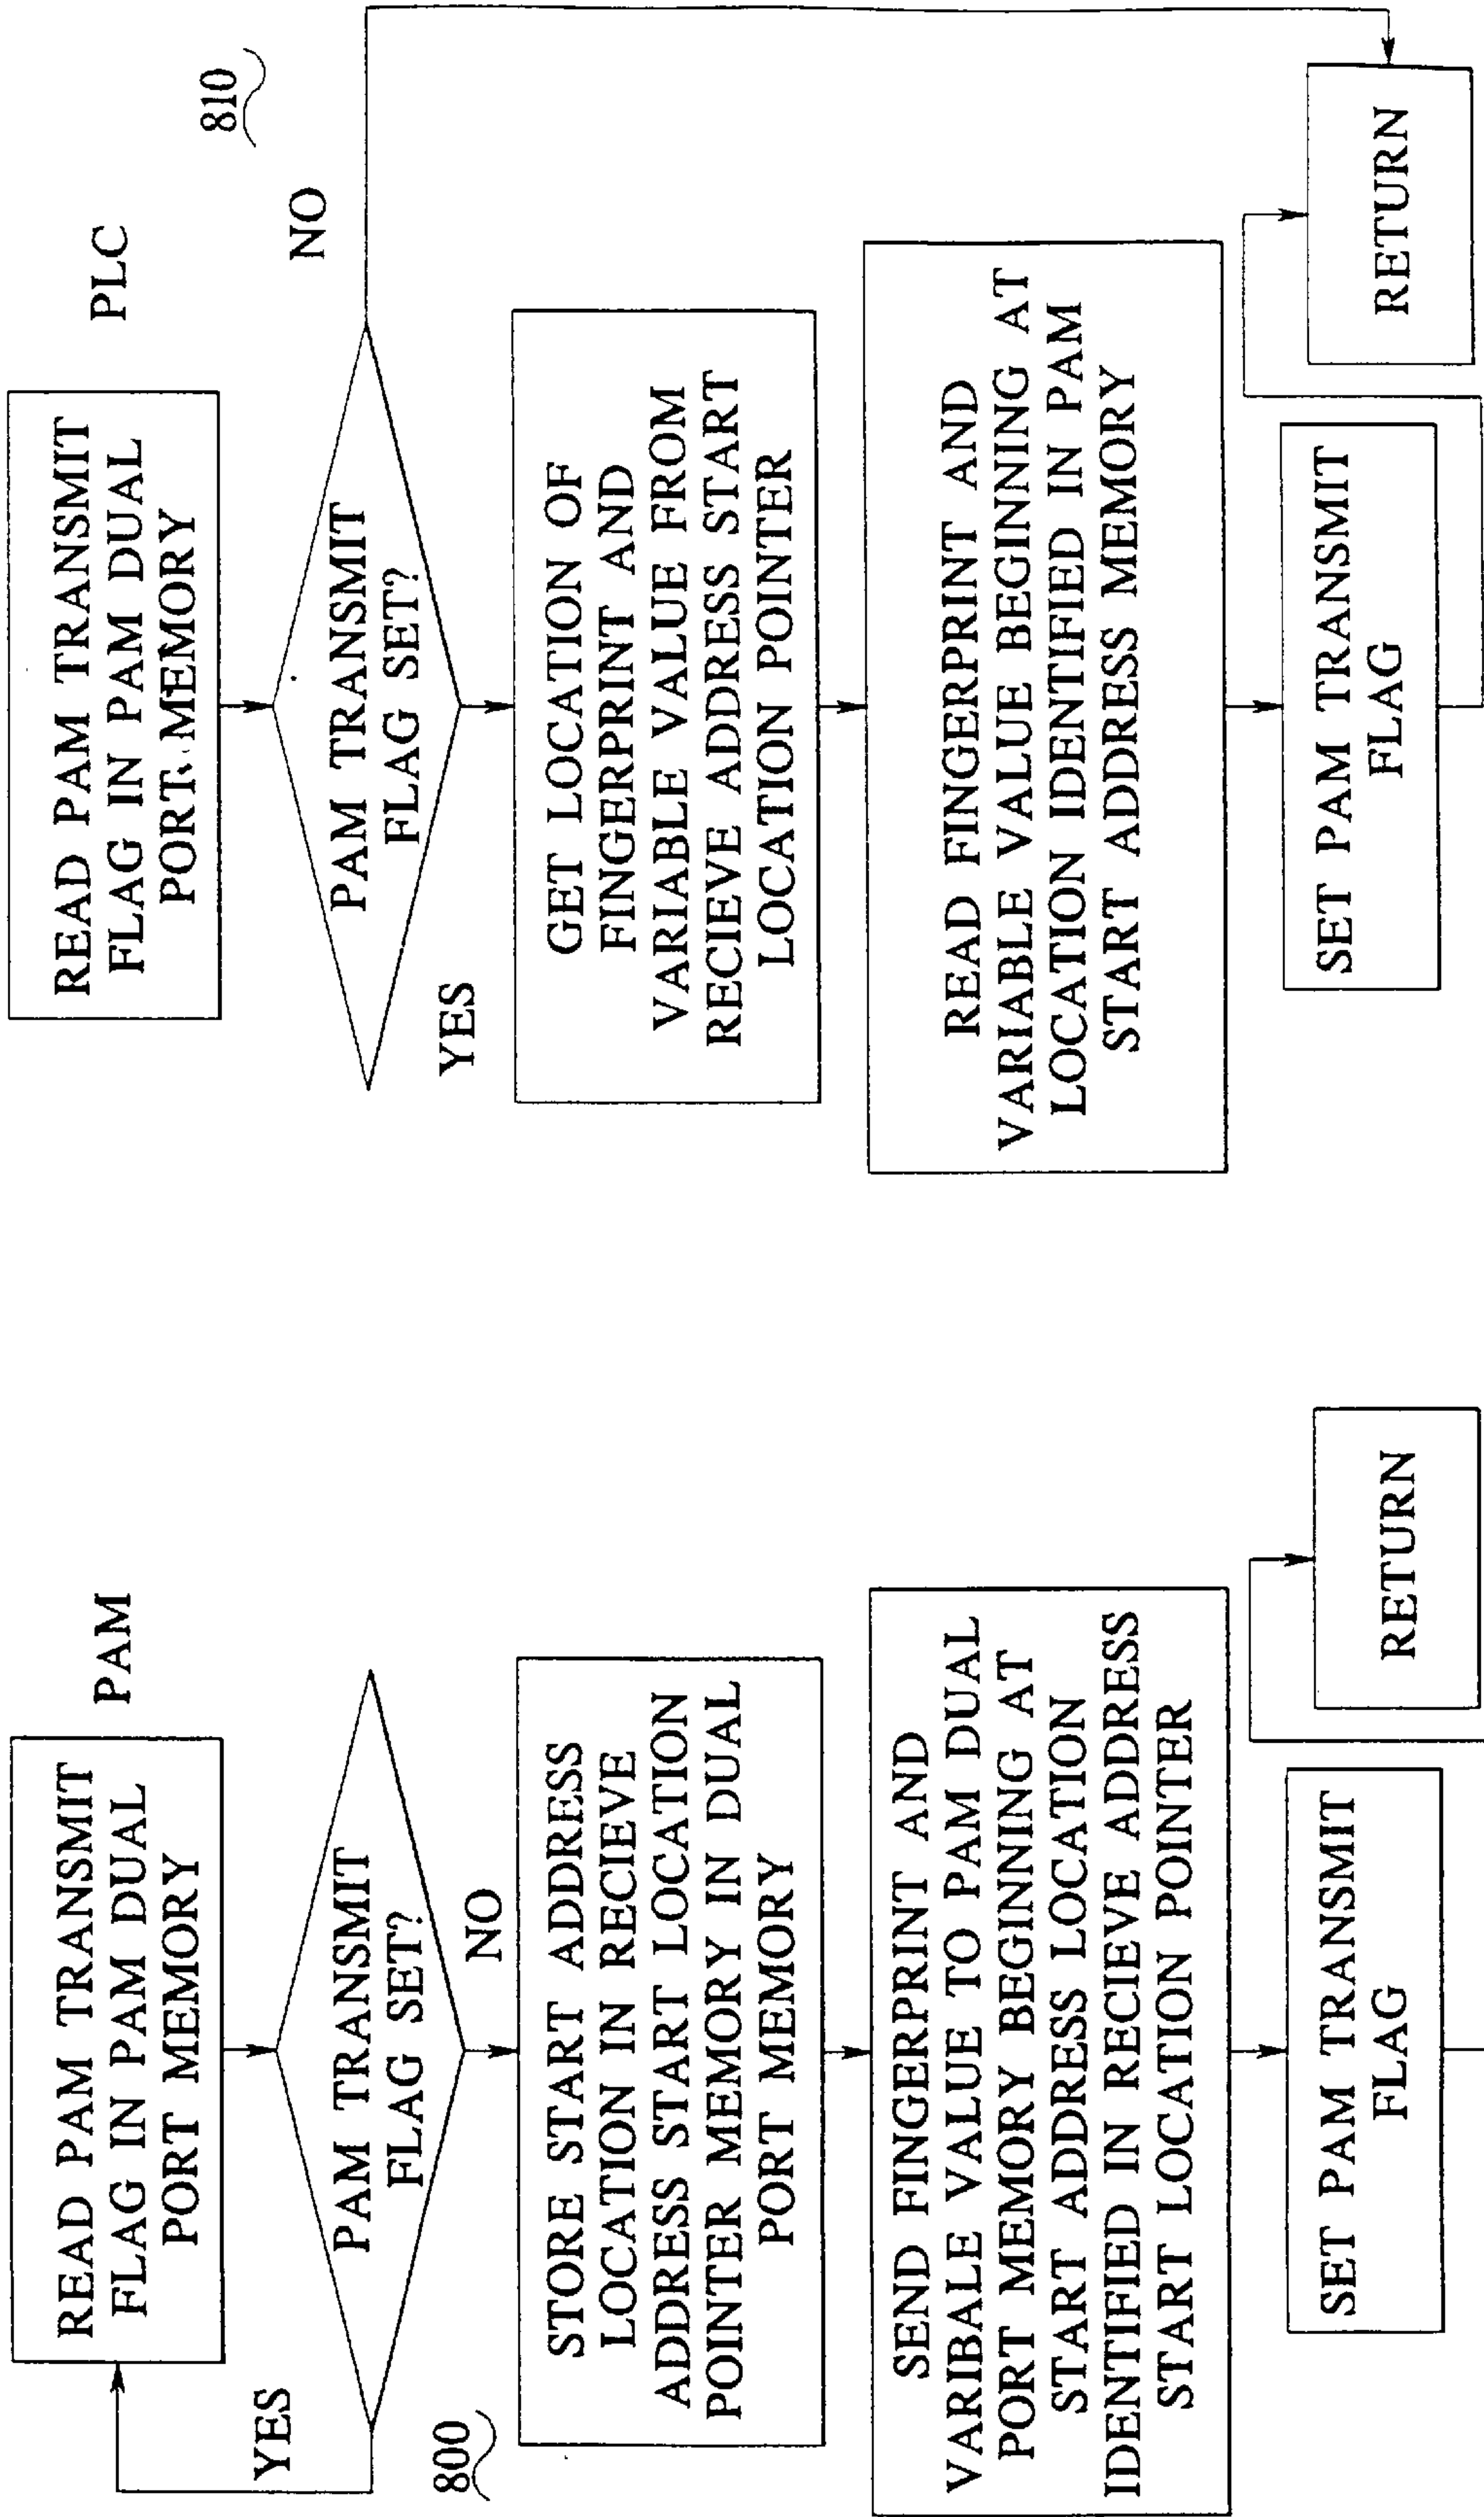 PAM
READ PAM TRANSMIT
FLAG IN PAM DUAL
PORT MEMORY
YES
PAM TRANSMIT
FLAG SET?
800
NO
STORE START ADDRESS
LOCATION IN RECIEVE
ADDRESS START LOCATION
POINTER MEMORY IN DUAL
PORT MEMORY
SEND FINGERPRINT AND
VARIBALE VALUE TO PAM DUAL
PORT MEMORY BEGINNING AT
START ADDRESS LOCATION
IDENTIFIED IN RECIEVE ADDRESS
START LOCATION POINTER
SET PAM TRANSMIT
FLAG
RETURN
PLC
810
READ PAM TRANSMIT
FLAG IN PAM DUAL
PORT MEMORY
PAM TRANSMIT
FLAG SET?
NO
YES
GET LOCATION OF
FINGERPRINT AND
VARIABLE VALUE FROM
RECIEVE ADDRESS START
LOCATION POINTER
READ FINGERPRINT AND
VARIABLE VALUE BEGINNING AT
LOCATION IDENTIFIED IN PAM
START ADDRESS MEMORY
SET PAM TRANSMIT
FLAG
RETURN